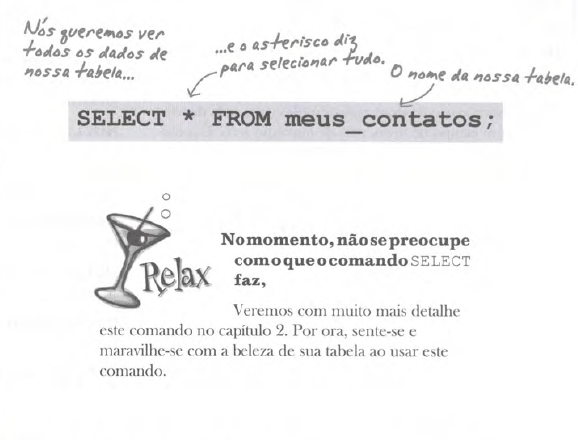 Nós queremos ver
todos os dados de
nossa tabela...
...e o asterisco diz
para selecionar tudo.
O nome da nossa tabela.
SELECT * FROM meus_contatos;
Relax
No momento, não se preocupe
com o que o comando SELECT
faz,
Veremos com muito mais detalhe
este comando no capítulo 2. Por ora, sente-se e
maravilhe-se com a beleza de sua tabela ao usar este
comando.